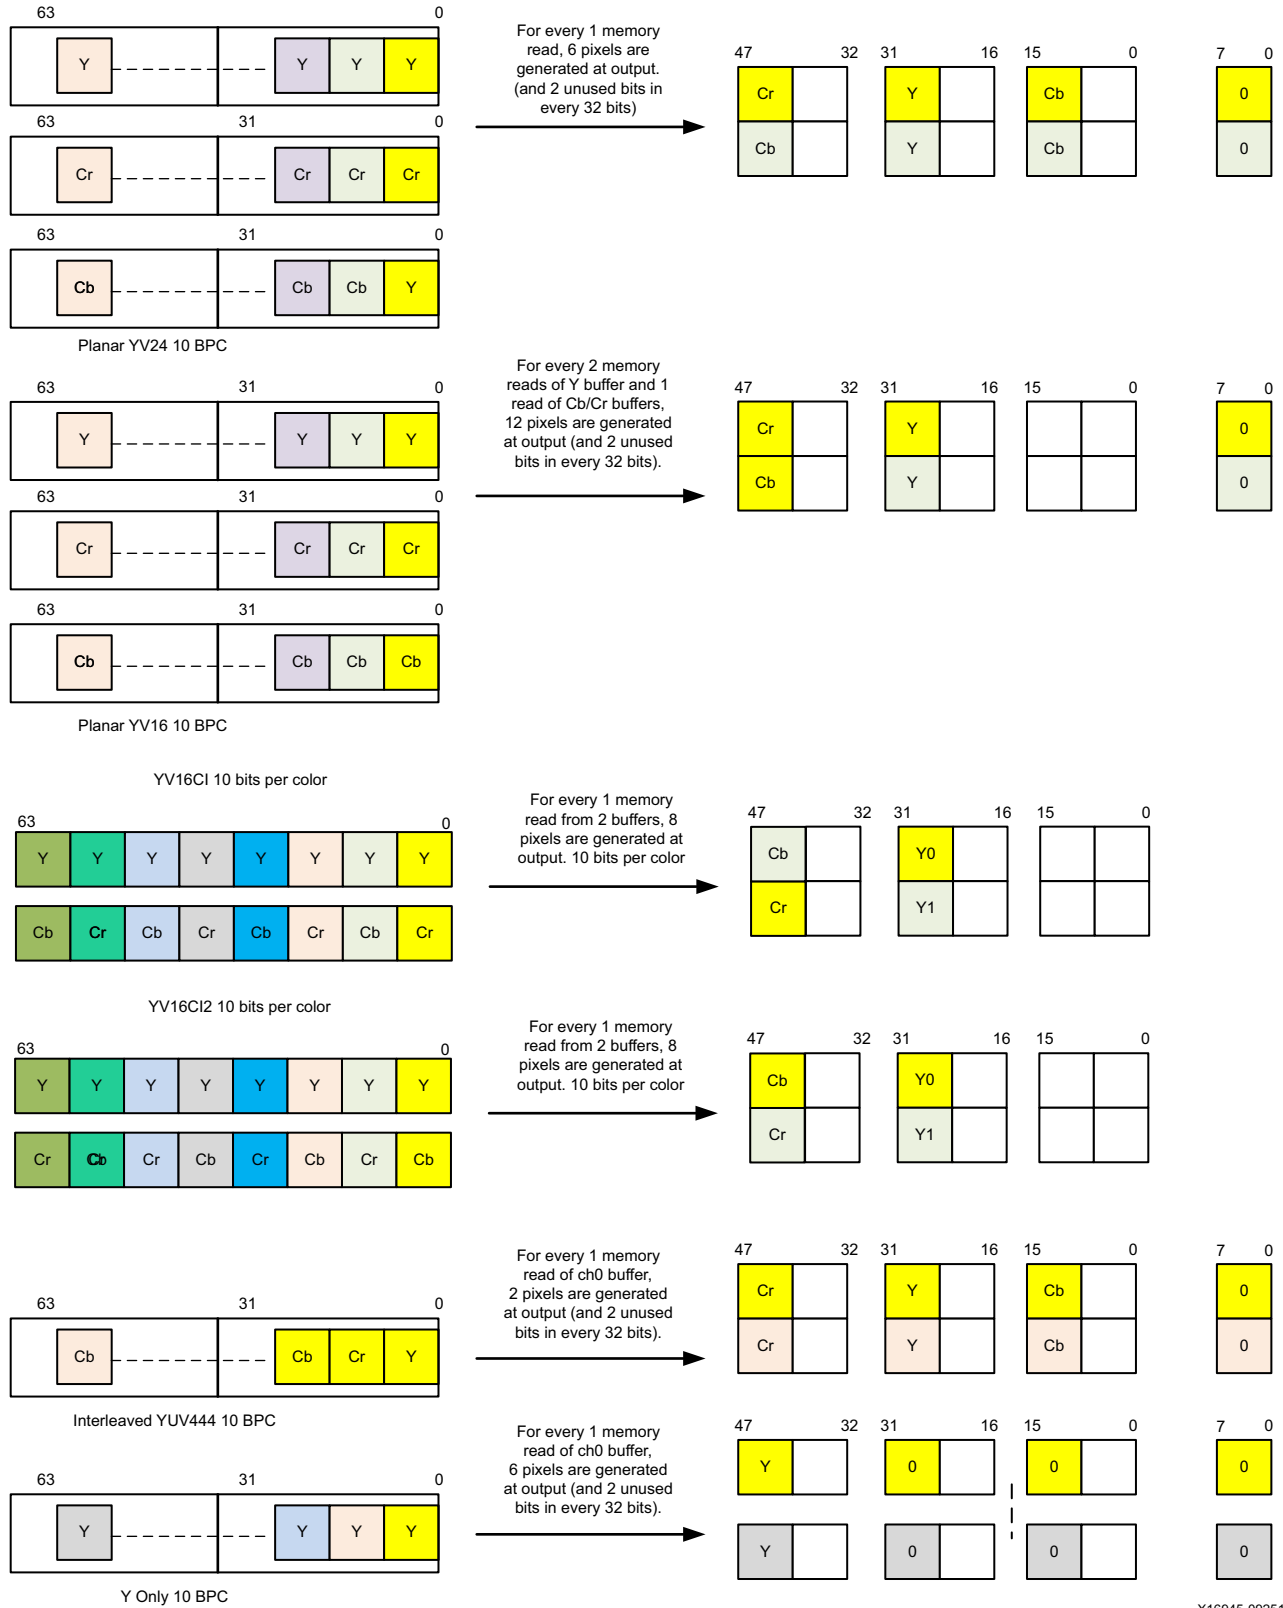 63 0
Y Y Y Y
For every 1 memory
read, 6 pixels are
generated at output.
(and 2 unused bits in
every 32 bits)
47 32 31 16 15 0 7 0
Cr Y Cb 0
Cb Y Cb 0
63 31 0
Cr Cr Cr Cr
63 31 0
Cb Cb Cb Y
Planar YV24 10 BPC
63 31 0
Y Y Y Y
For every 2 memory
reads of Y buffer and 1
read of Cb/Cr buffers,
12 pixels are generated
at output (and 2 unused
bits in every 32 bits).
47 32 31 16 15 0 7 0
Cr Y 0
Cb Y 0
63 31 0
Cr Cr Cr Cr
63 31 0
Cb Cb Cb Cb
Planar YV16 10 BPC
YV16CI 10 bits per color
63 0
Y Y Y Y Y Y Y Y
Cb Cr Cb Cr Cb Cr Cb Cr
For every 1 memory
read from 2 buffers, 8
pixels are generated at
output. 10 bits per color
47 32 31 16 15 0
Cb Y0
Cr Y1
YV16CI2 10 bits per color
63 0
Y Y Y Y Y Y Y Y
Cr Cb Cr Cb Cr Cb Cr Cb
For every 1 memory
read from 2 buffers, 8
pixels are generated at
output. 10 bits per color
47 32 31 16 15 0
Cb Y0
Cr Y1
63 31 0
Cb Cb Cr Y
Interleaved YUV444 10 BPC
For every 1 memory
read of ch0 buffer,
2 pixels are generated
at output (and 2 unused
bits in every 32 bits).
47 32 31 16 15 0 7 0
Cr Y Cb 0
Cr Y Cb 0
63 31 0
Y Y Y Y
Y Only 10 BPC
For every 1 memory
read of ch0 buffer,
6 pixels are generated
at output (and 2 unused
bits in every 32 bits).
47 32 31 16 15 0 7 0
Y 0 0 0
Y 0 0 0